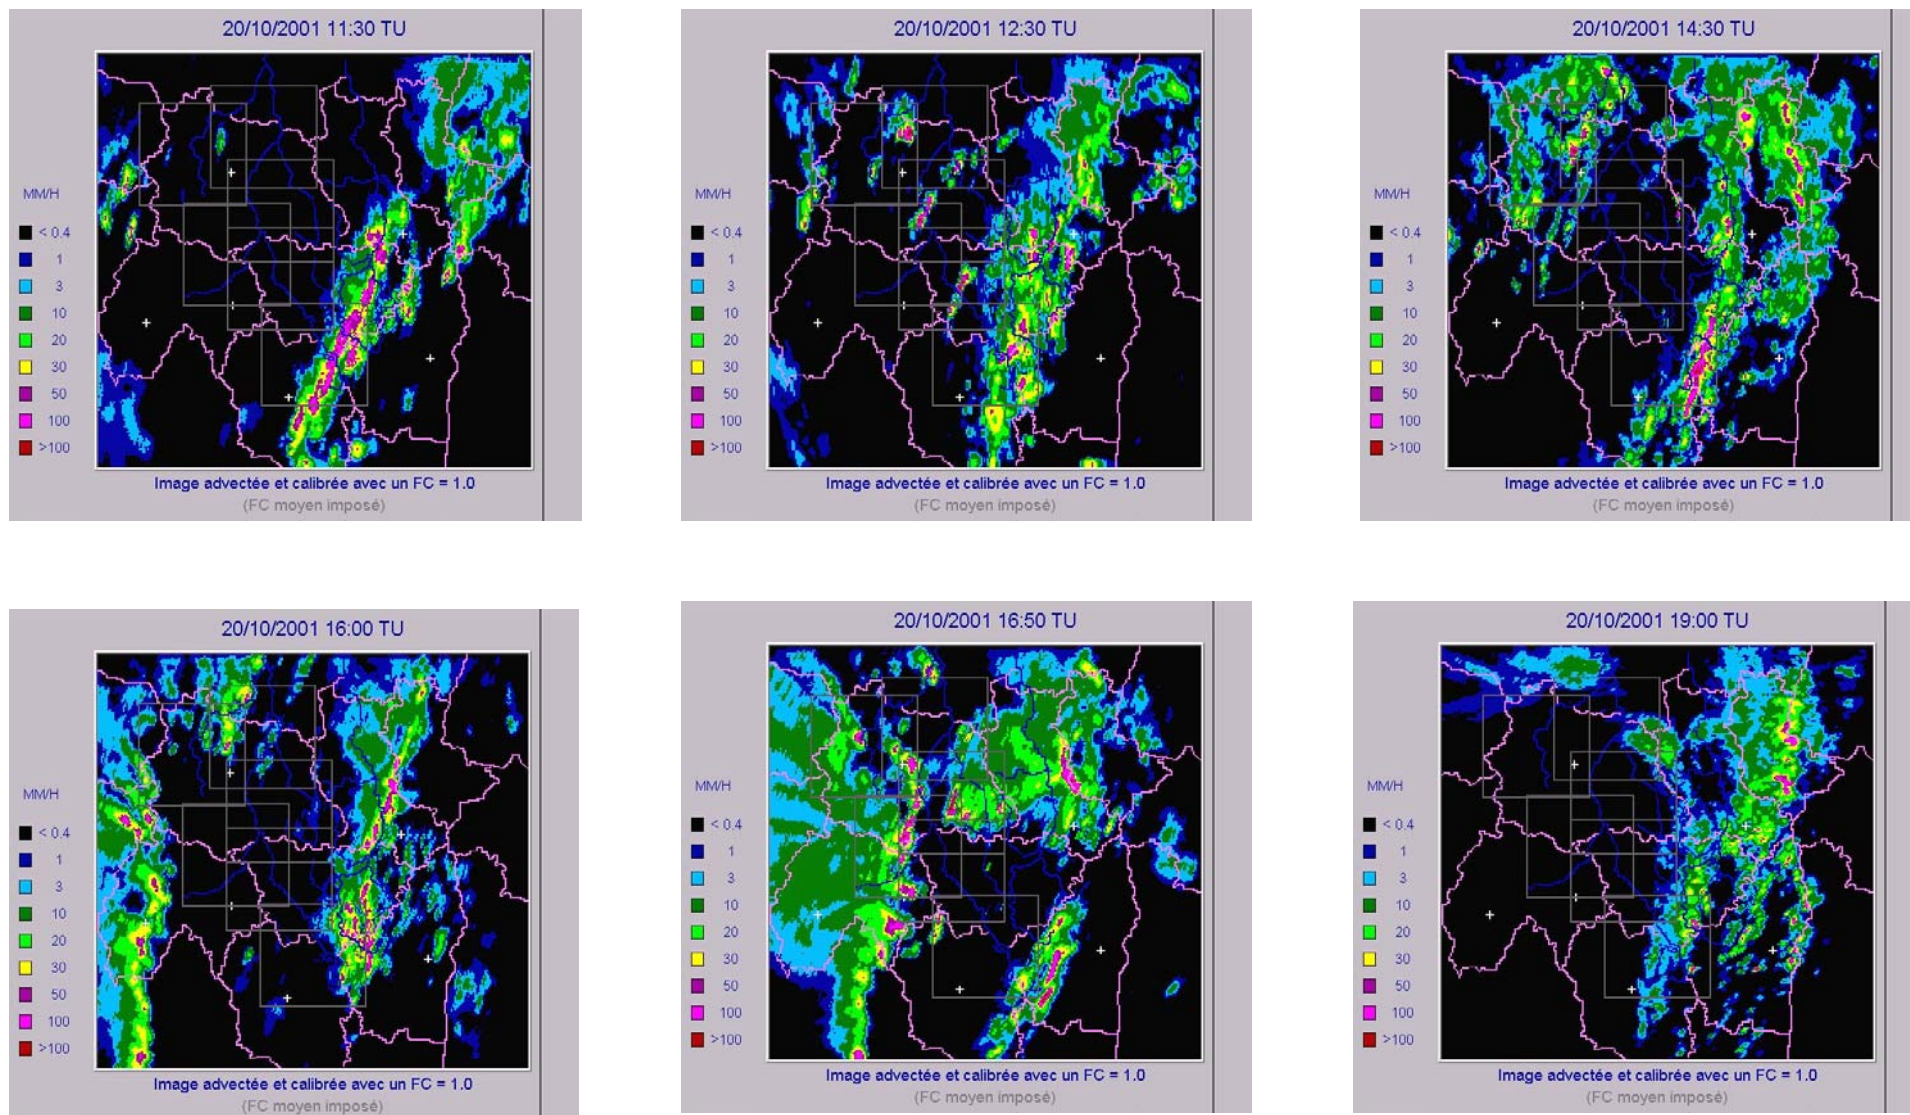 20/10/2001 11:30 TU
MM/H
< 0.4
1
3
10
20
30
50
100
>100
Image advectée et calibrée avec un FC = 1.0
(FC moyen imposé)
20/10/2001 12:30 TU
MM/H
< 0.4
1
3
10
20
30
50
100
>100
Image advectée et calibrée avec un FC = 1.0
(FC moyen imposé)
20/10/2001 14:30 TU
MM/H
< 0.4
1
3
10
20
30
50
100
>100
Image advectée et calibrée avec un FC = 1.0
(FC moyen imposé)
20/10/2001 16:00 TU
MM/H
< 0.4
1
3
10
20
30
50
100
>100
Image advectée et calibrée avec un FC = 1.0
(FC moyen imposé)
20/10/2001 16:50 TU
MM/H
< 0.4
1
3
10
20
30
50
100
>100
Image advectée et calibrée avec un FC = 1.0
(FC moyen imposé)
20/10/2001 19:00 TU
MM/H
< 0.4
1
3
10
20
30
50
100
>100
Image advectée et calibrée avec un FC = 1.0
(FC moyen imposé)